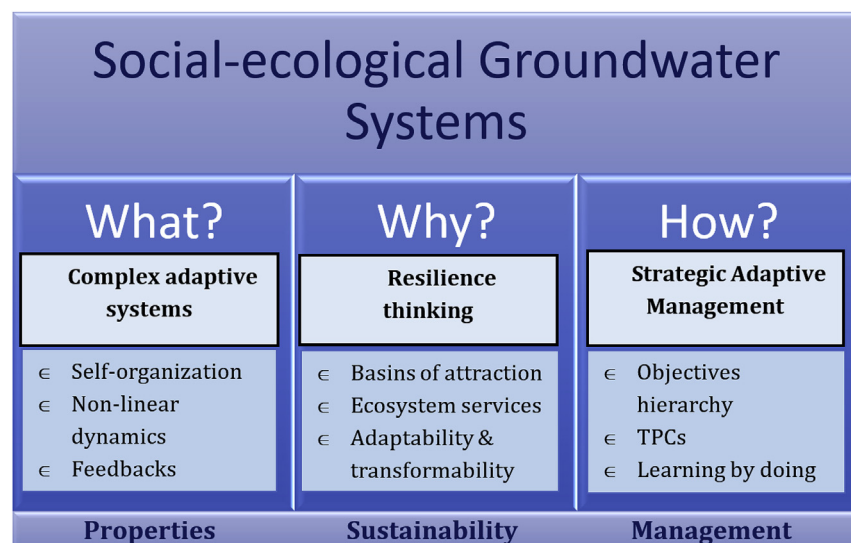 Social-ecological Groundwater
Systems
What?
Complex adaptive
systems
∈ Self-organization
∈ Non-linear
dynamics
∈ Feedbacks
Properties
Why?
Resilience
thinking
∈ Basins of attraction
∈ Ecosystem services
∈ Adaptability &
transformability
Sustainability
How?
Strategic Adaptive
Management
∈ Objectives
hierarchy
∈ TPCs
∈ Learning by doing
Management